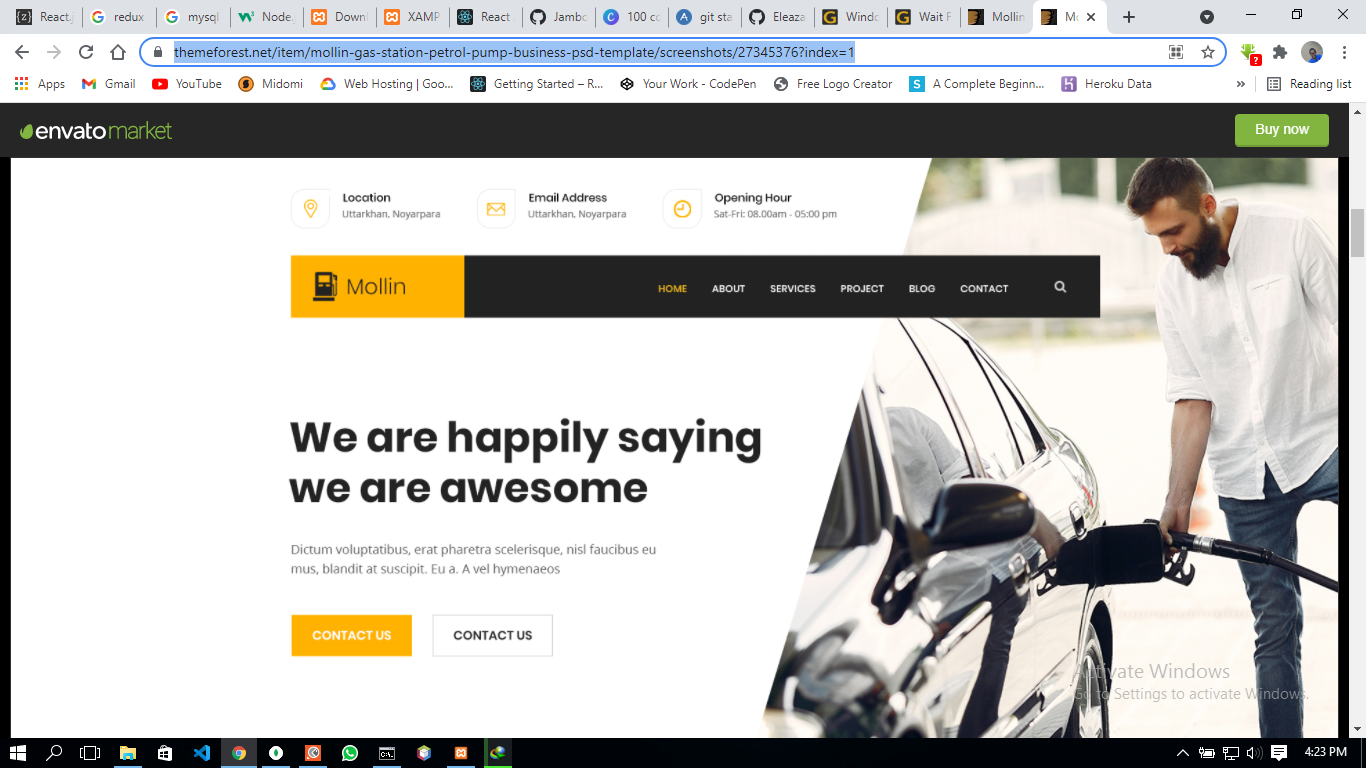 React.j
redux
mysql
Node.
Downl
XAMP
React
Jambo
100 co
git sta
Eleaza
Windo
Wait F
Mollin
Mo
themeforest.net/item/mollin-gas-station-petrol-pump-business-psd-template/screenshots/27345376?index=1
?
Apps
Gmail
YouTube
Midomi
Web Hosting | Goo...
Getting Started – R...
Your Work - CodePen
Free Logo Creator
S
A Complete Beginn...
Heroku Data
»
Reading list
envato market
Buy now
Location
Uttarkhan, Noyarpara
Email Address
Uttarkhan, Noyarpara
Opening Hour
Sat-Fri: 08.00am - 05:00 pm
Mollin
HOME
ABOUT
SERVICES
PROJECT
BLOG
CONTACT
We are happily saying
we are awesome
Dictum voluptatibus, erat pharetra scelerisque, nisl faucibus eu
mus, blandit at suscipit. Eu a. A vel hymenaeos
CONTACT US
CONTACT US
Activate Windows
Go to Settings to activate Windows.
4:23 PM